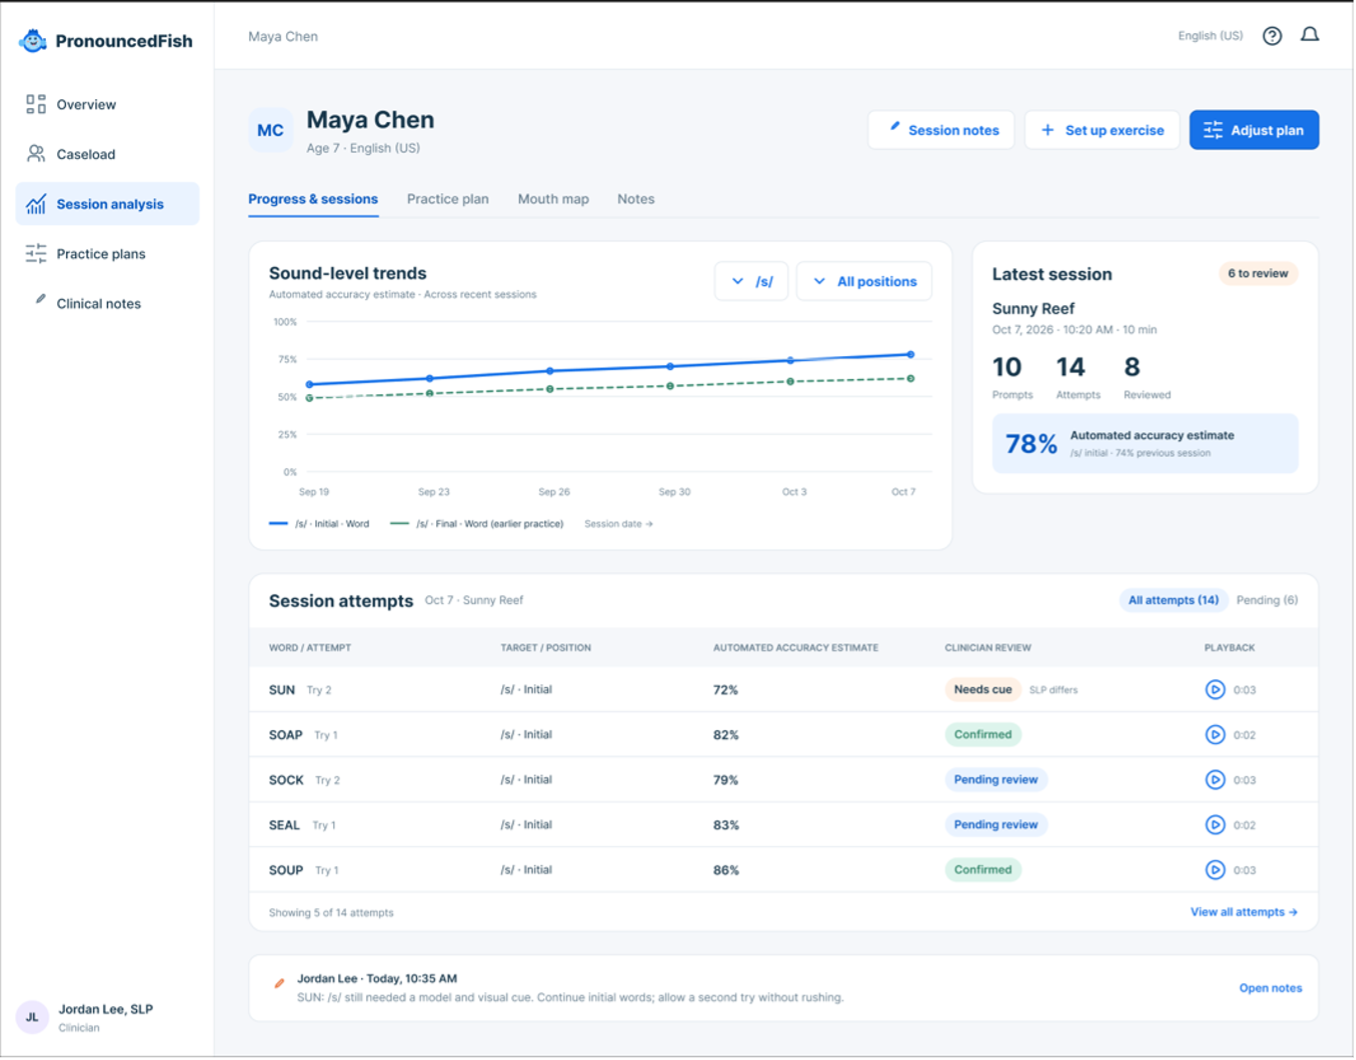 PronouncedFish
Maya Chen
English (US)
Overview
Caseload
Session analysis
Practice plans
Clinical notes
MC
Maya Chen
Age 7 · English (US)
Session notes
+ Set up exercise
Adjust plan
Progress & sessions
Practice plan
Mouth map
Notes
Sound-level trends
Automated accuracy estimate · Across recent sessions
/s/
All positions
100%
75%
50%
25%
0%
Sep 19
Sep 23
Sep 26
Sep 30
Oct 3
Oct 7
/s/ · Initial · Word
/s/ · Final · Word (earlier practice)
Session date →
Latest session
6 to review
Sunny Reef
Oct 7, 2026 · 10:20 AM · 10 min
10 14 8
Prompts Attempts Reviewed
78%
Automated accuracy estimate
/s/ initial · 74% previous session
Session attempts Oct 7 · Sunny Reef
All attempts (14) Pending (6)
WORD / ATTEMPT TARGET / POSITION AUTOMATED ACCURACY ESTIMATE CLINICIAN REVIEW PLAYBACK
SUN Try 2 /s/ · Initial 72% Needs cue SLP differs 0:03
SOAP Try 1 /s/ · Initial 82% Confirmed 0:02
SOCK Try 2 /s/ · Initial 79% Pending review 0:03
SEAL Try 1 /s/ · Initial 83% Pending review 0:02
SOUP Try 1 /s/ · Initial 86% Confirmed 0:03
Showing 5 of 14 attempts View all attempts →
Jordan Lee · Today, 10:35 AM
SUN: /s/ still needed a model and visual cue. Continue initial words; allow a second try without rushing.
Open notes
JL
Jordan Lee, SLP
Clinician